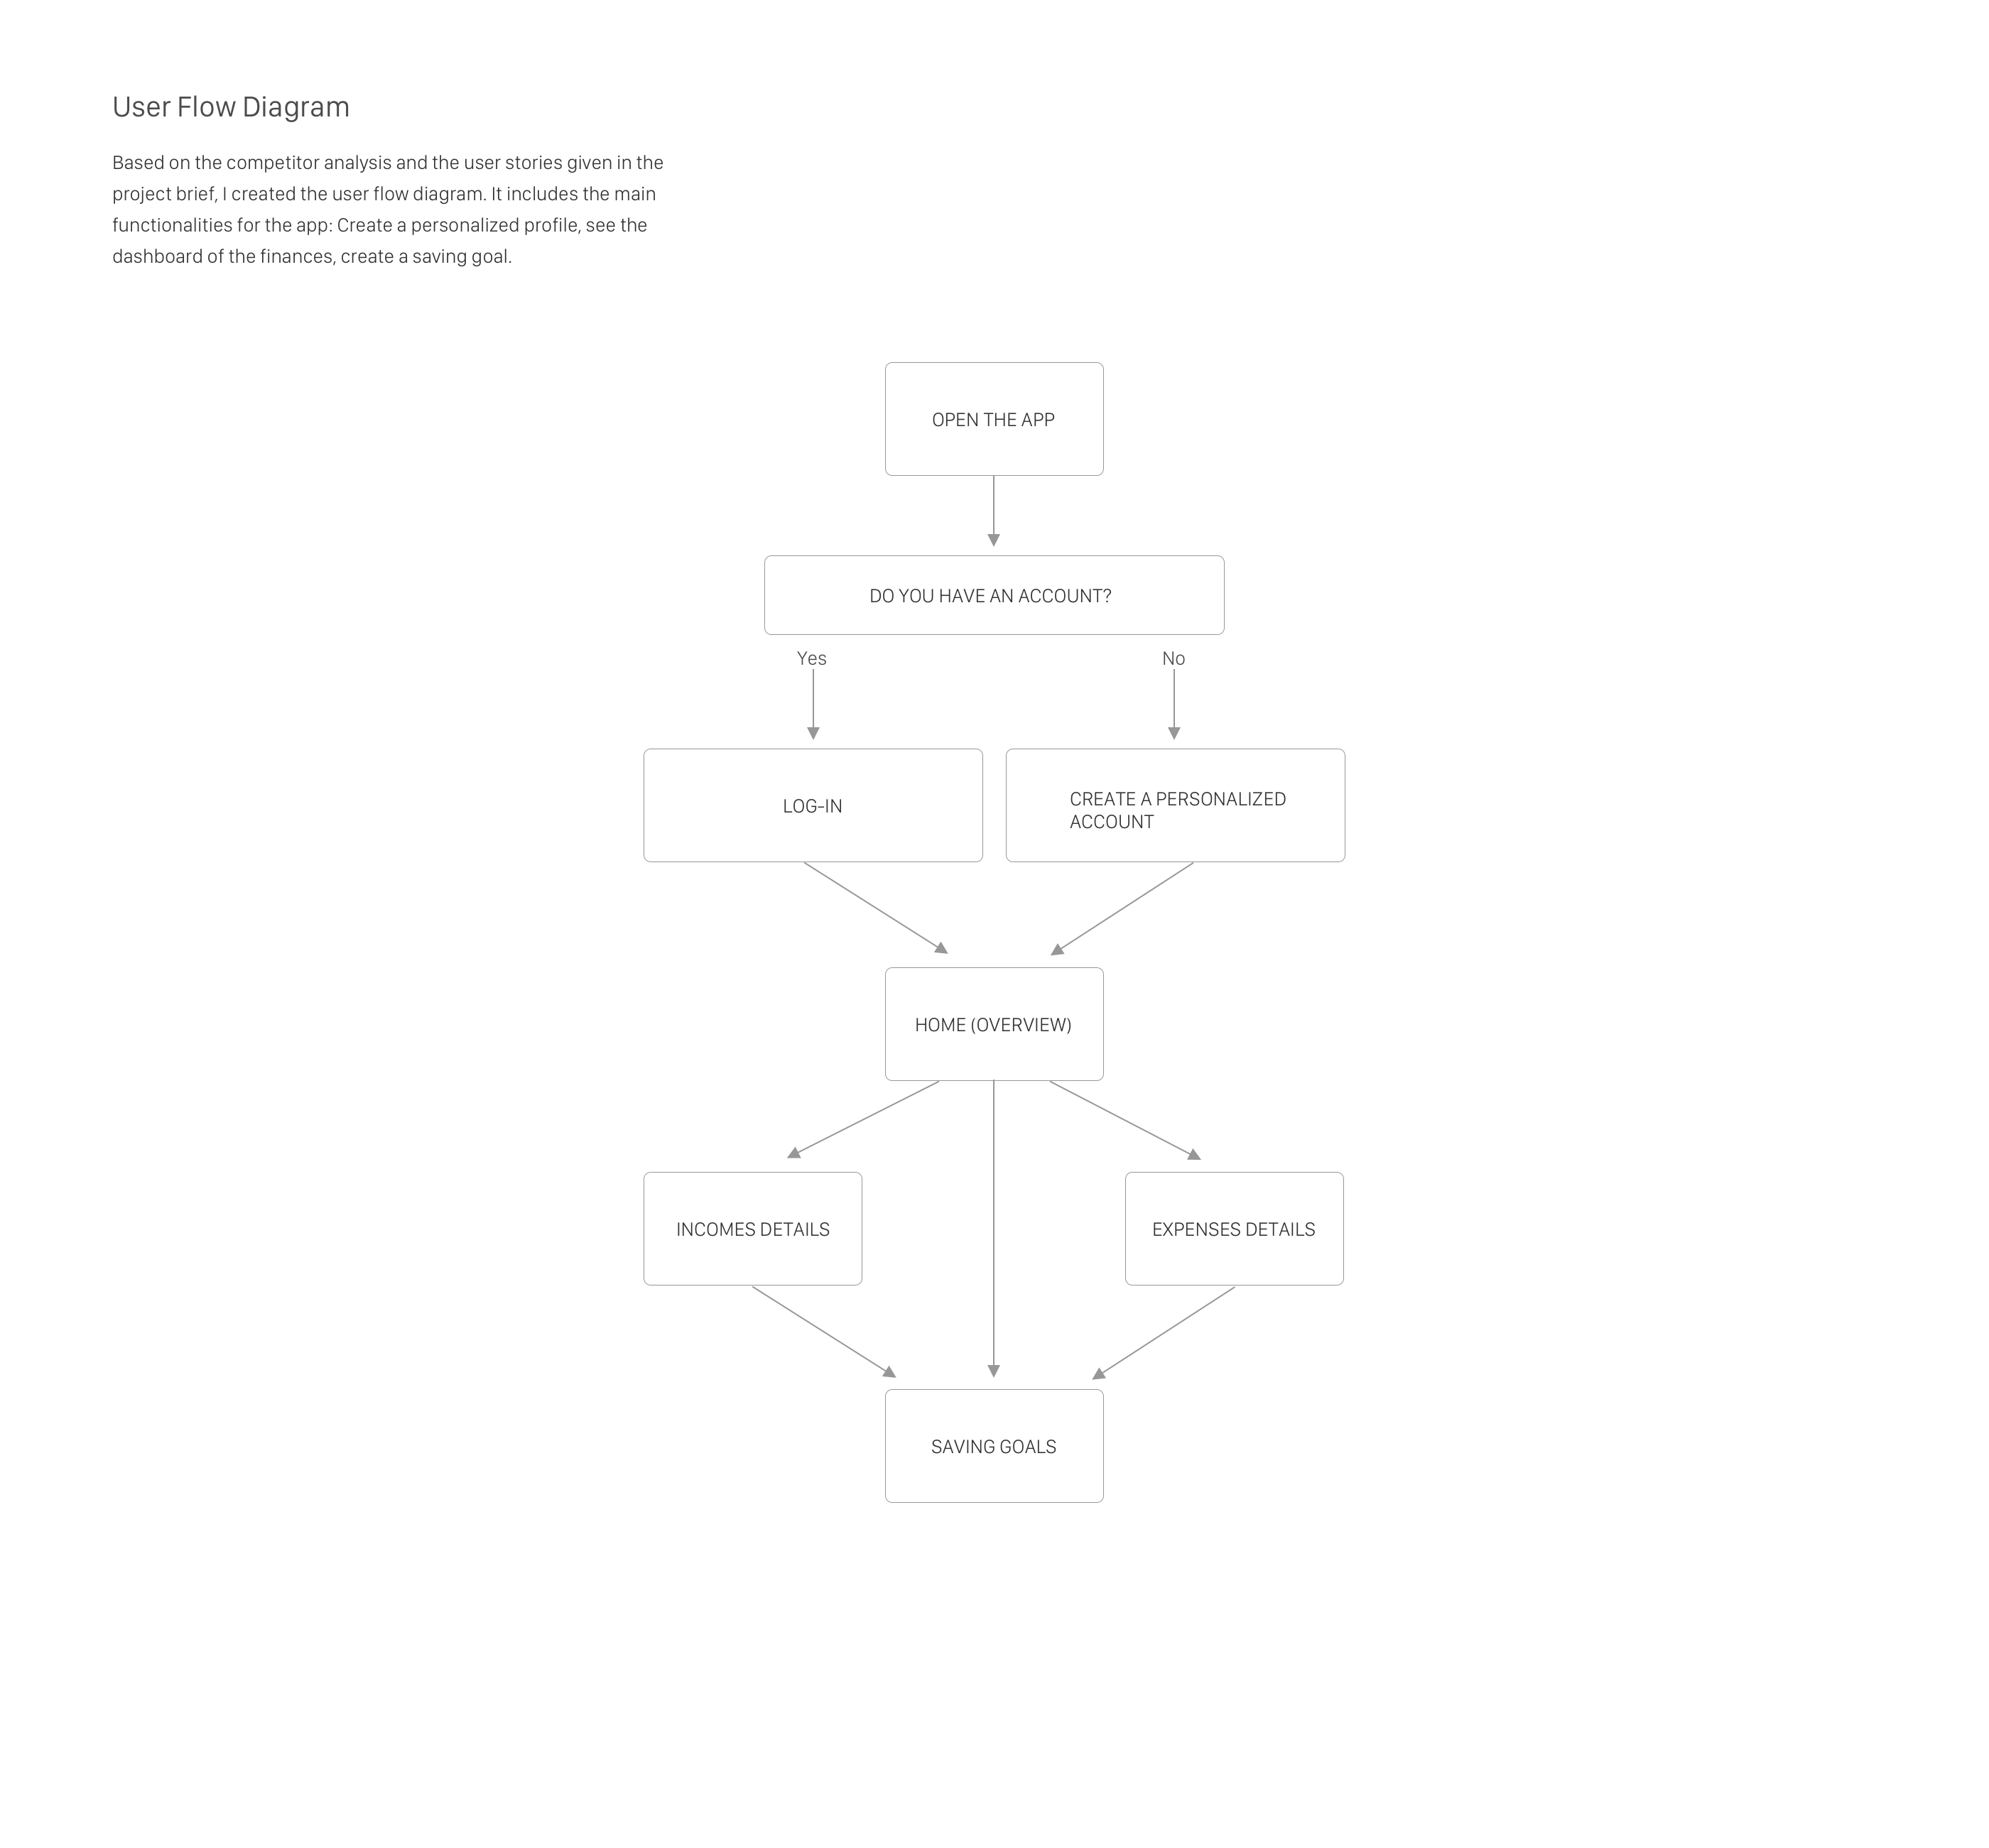 User Flow Diagram
Based on the competitor analysis and the user stories given in the
project brief, I created the user flow diagram. It includes the main
functionalities for the app: Create a personalized profile, see the
dashboard of the finances, create a saving goal.
OPEN THE APP
DO YOU HAVE AN ACCOUNT?
Yes
No
LOG-IN
CREATE A PERSONALIZED
ACCOUNT
HOME (OVERVIEW)
INCOMES DETAILS
EXPENSES DETAILS
SAVING GOALS